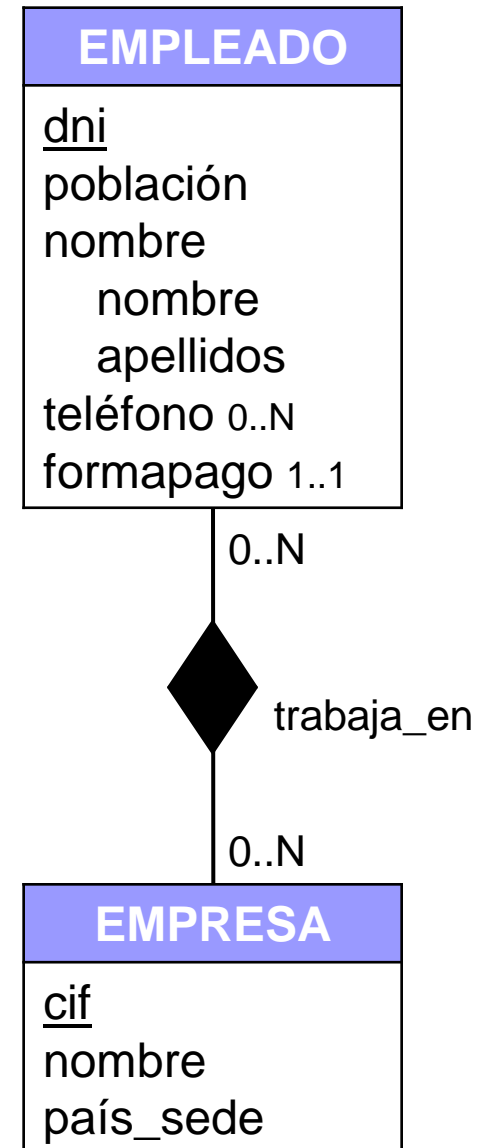 EMPLEADO
dni
población
nombre
nombre
apellidos
teléfono 0..N
formapago 1..1
0..N
trabaja_en
0..N
EMPRESA
cif
nombre
país_sede